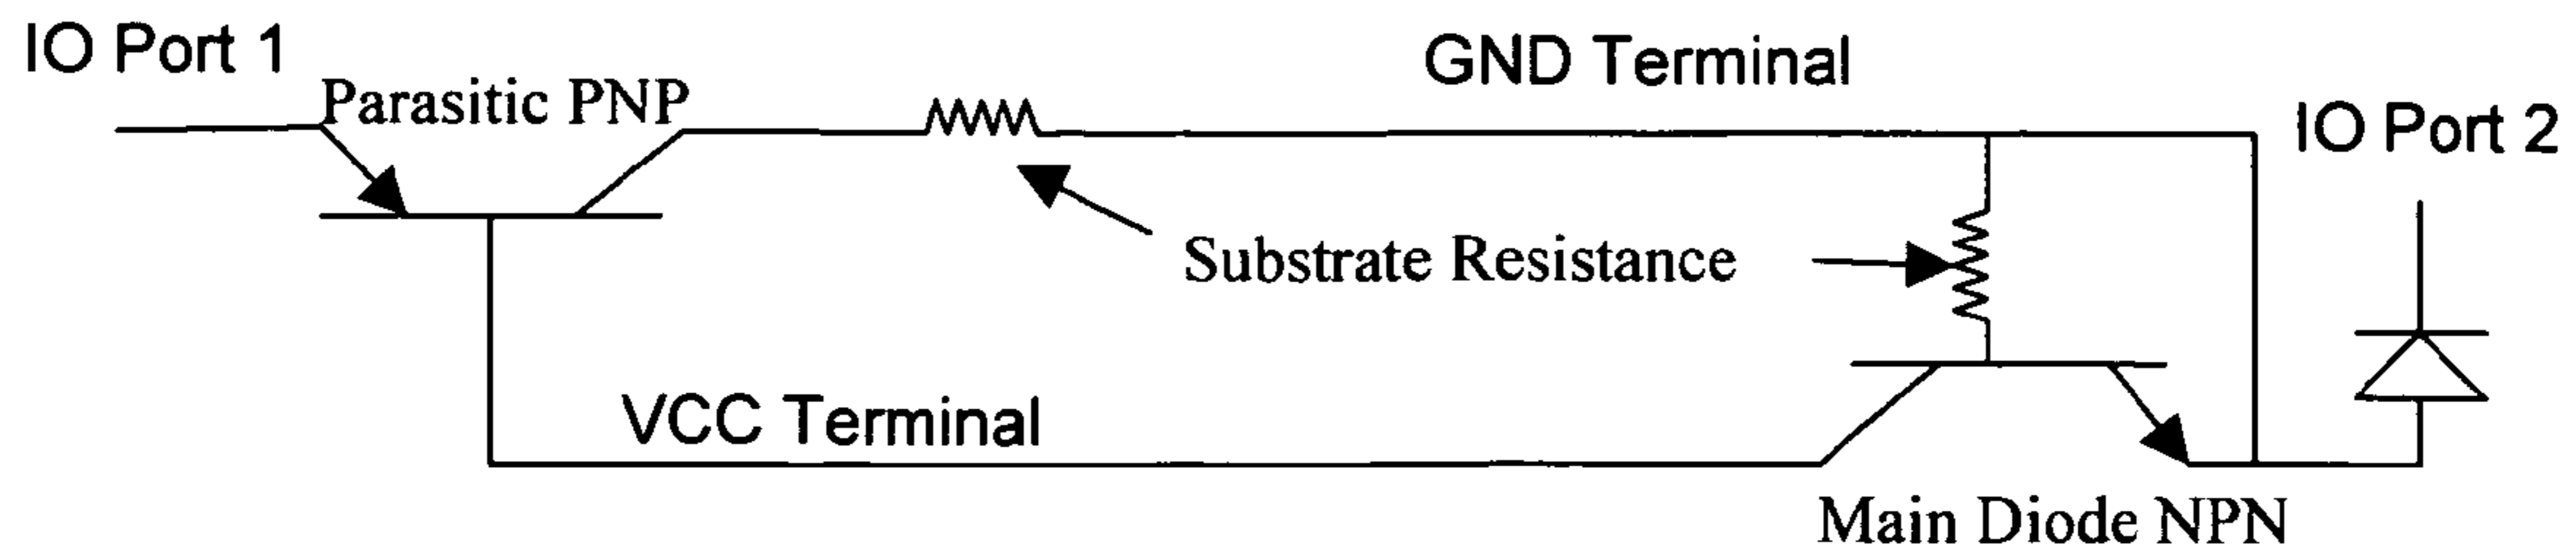 IO Port 1
Parasitic PNP
GND Terminal
IO Port 2
Substrate Resistance
VCC Terminal
Main Diode NPN